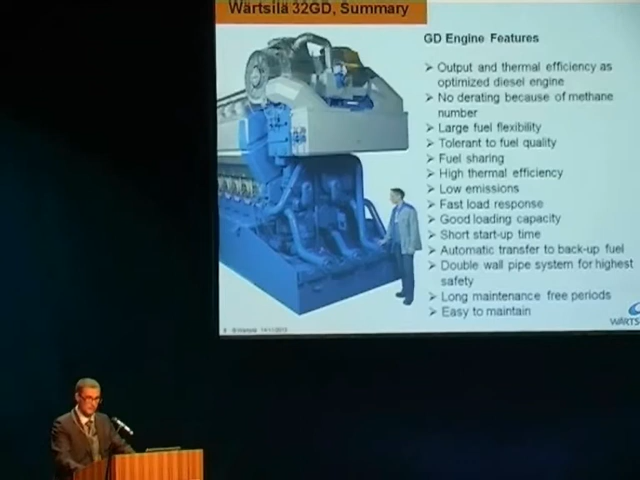 Wärtsilä 32GD, Summary
GD Engine Features
➢ Output and thermal efficiency as
optimized diesel engine
➢ No derating because of methane
number
➢ Large fuel flexibility
➢ Tolerant to fuel quality
➢ Fuel sharing
➢ High thermal efficiency
➢ Low emissions
➢ Fast load response
➢ Good loading capacity
➢ Short start-up time
➢ Automatic transfer to back-up fuel
➢ Double wall pipe system for highest
safety
➢ Long maintenance free periods
➢ Easy to maintain
WÄRTS